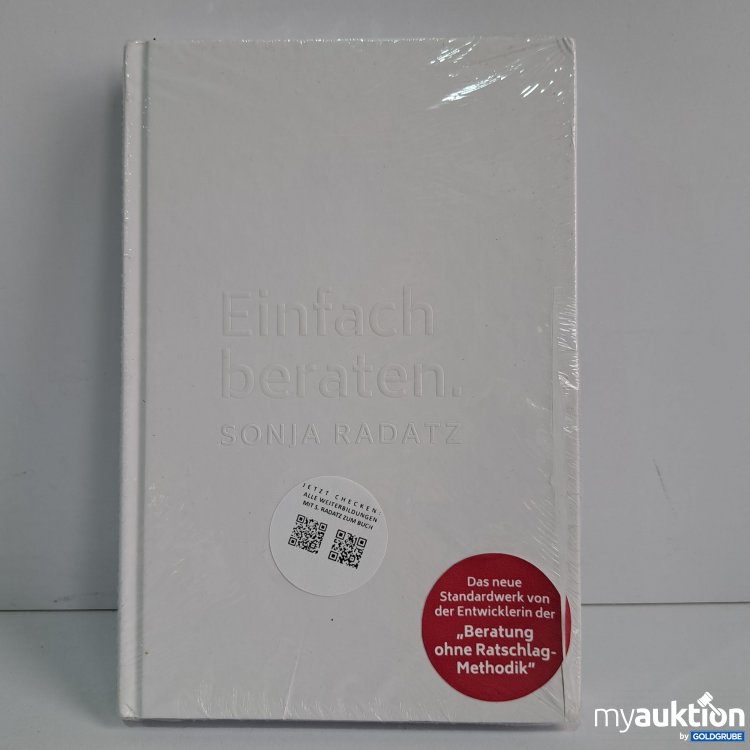 Einfach
beraten.
SONJA RADATZ
JETZT CHECKEN:
ALLE WEITERBILDUNGEN
MIT S. RADATZ ZUM BUCH
Das neue
Standardwerk von
der Entwicklerin der
„Beratung
ohne Ratschlag-
Methodik“
myauktion
by GOLDGRUBE